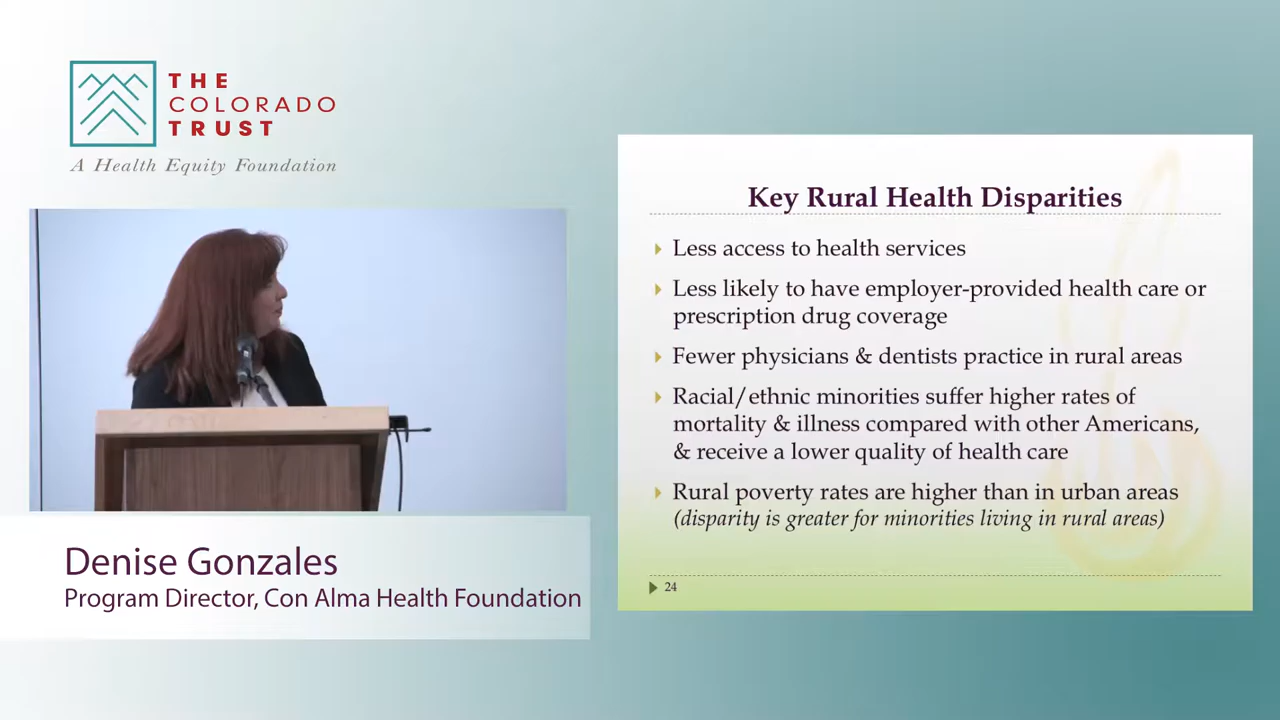 THE
COLORADO
TRUST
A Health Equity Foundation
Denise Gonzales
Program Director, Con Alma Health Foundation
Key Rural Health Disparities
Less access to health services
Less likely to have employer-provided health care or
prescription drug coverage
Fewer physicians & dentists practice in rural areas
Racial/ethnic minorities suffer higher rates of
mortality & illness compared with other Americans,
& receive a lower quality of health care
Rural poverty rates are higher than in urban areas
(disparity is greater for minorities living in rural areas)
24